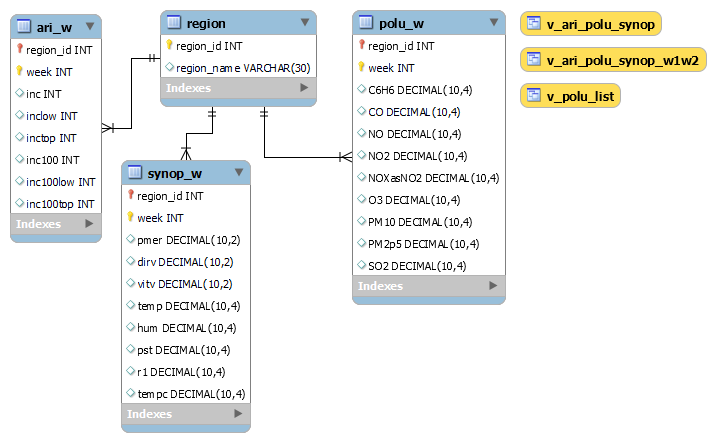 ari_w
region_id INT
week INT
inc INT
inclow INT
inctop INT
inc100 INT
inc100low INT
inc100top INT
Indexes
region
region_id INT
region_name VARCHAR(30)
Indexes
synop_w
region_id INT
week INT
pmer DECIMAL(10,2)
dirv DECIMAL(10,2)
vitv DECIMAL(10,2)
temp DECIMAL(10,4)
hum DECIMAL(10,4)
pst DECIMAL(10,4)
r1 DECIMAL(10,4)
tempc DECIMAL(10,4)
Indexes
polu_w
region_id INT
week INT
C6H6 DECIMAL(10,4)
CO DECIMAL(10,4)
NO DECIMAL(10,4)
NO2 DECIMAL(10,4)
NOXasNO2 DECIMAL(10,4)
O3 DECIMAL(10,4)
PM10 DECIMAL(10,4)
PM2p5 DECIMAL(10,4)
SO2 DECIMAL(10,4)
Indexes
v_ari_polu_synop
v_ari_polu_synop_w1w2
v_polu_list